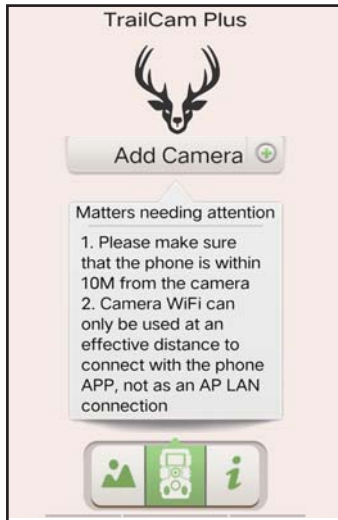 TrailCam Plus
Add Camera
Matters needing attention
1. Please make sure
that the phone is within
10M from the camera
2. Camera WiFi can
only be used at an
effective distance to
connect with the phone
APP, not as an AP LAN
connection
i